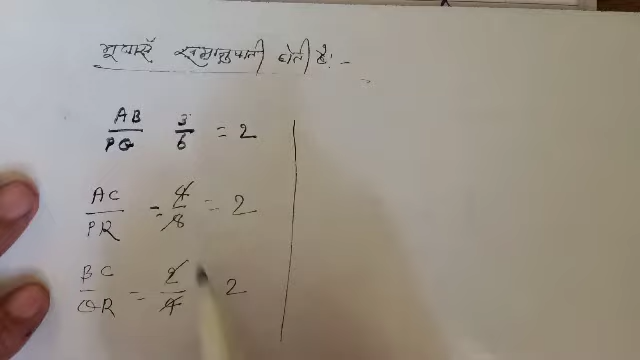 भुजाएँ समानुपाती होती है:-
AB/PQ 3/6 = 2
AC/PR = 4/8 = 2
BC/QR = 2/4 2